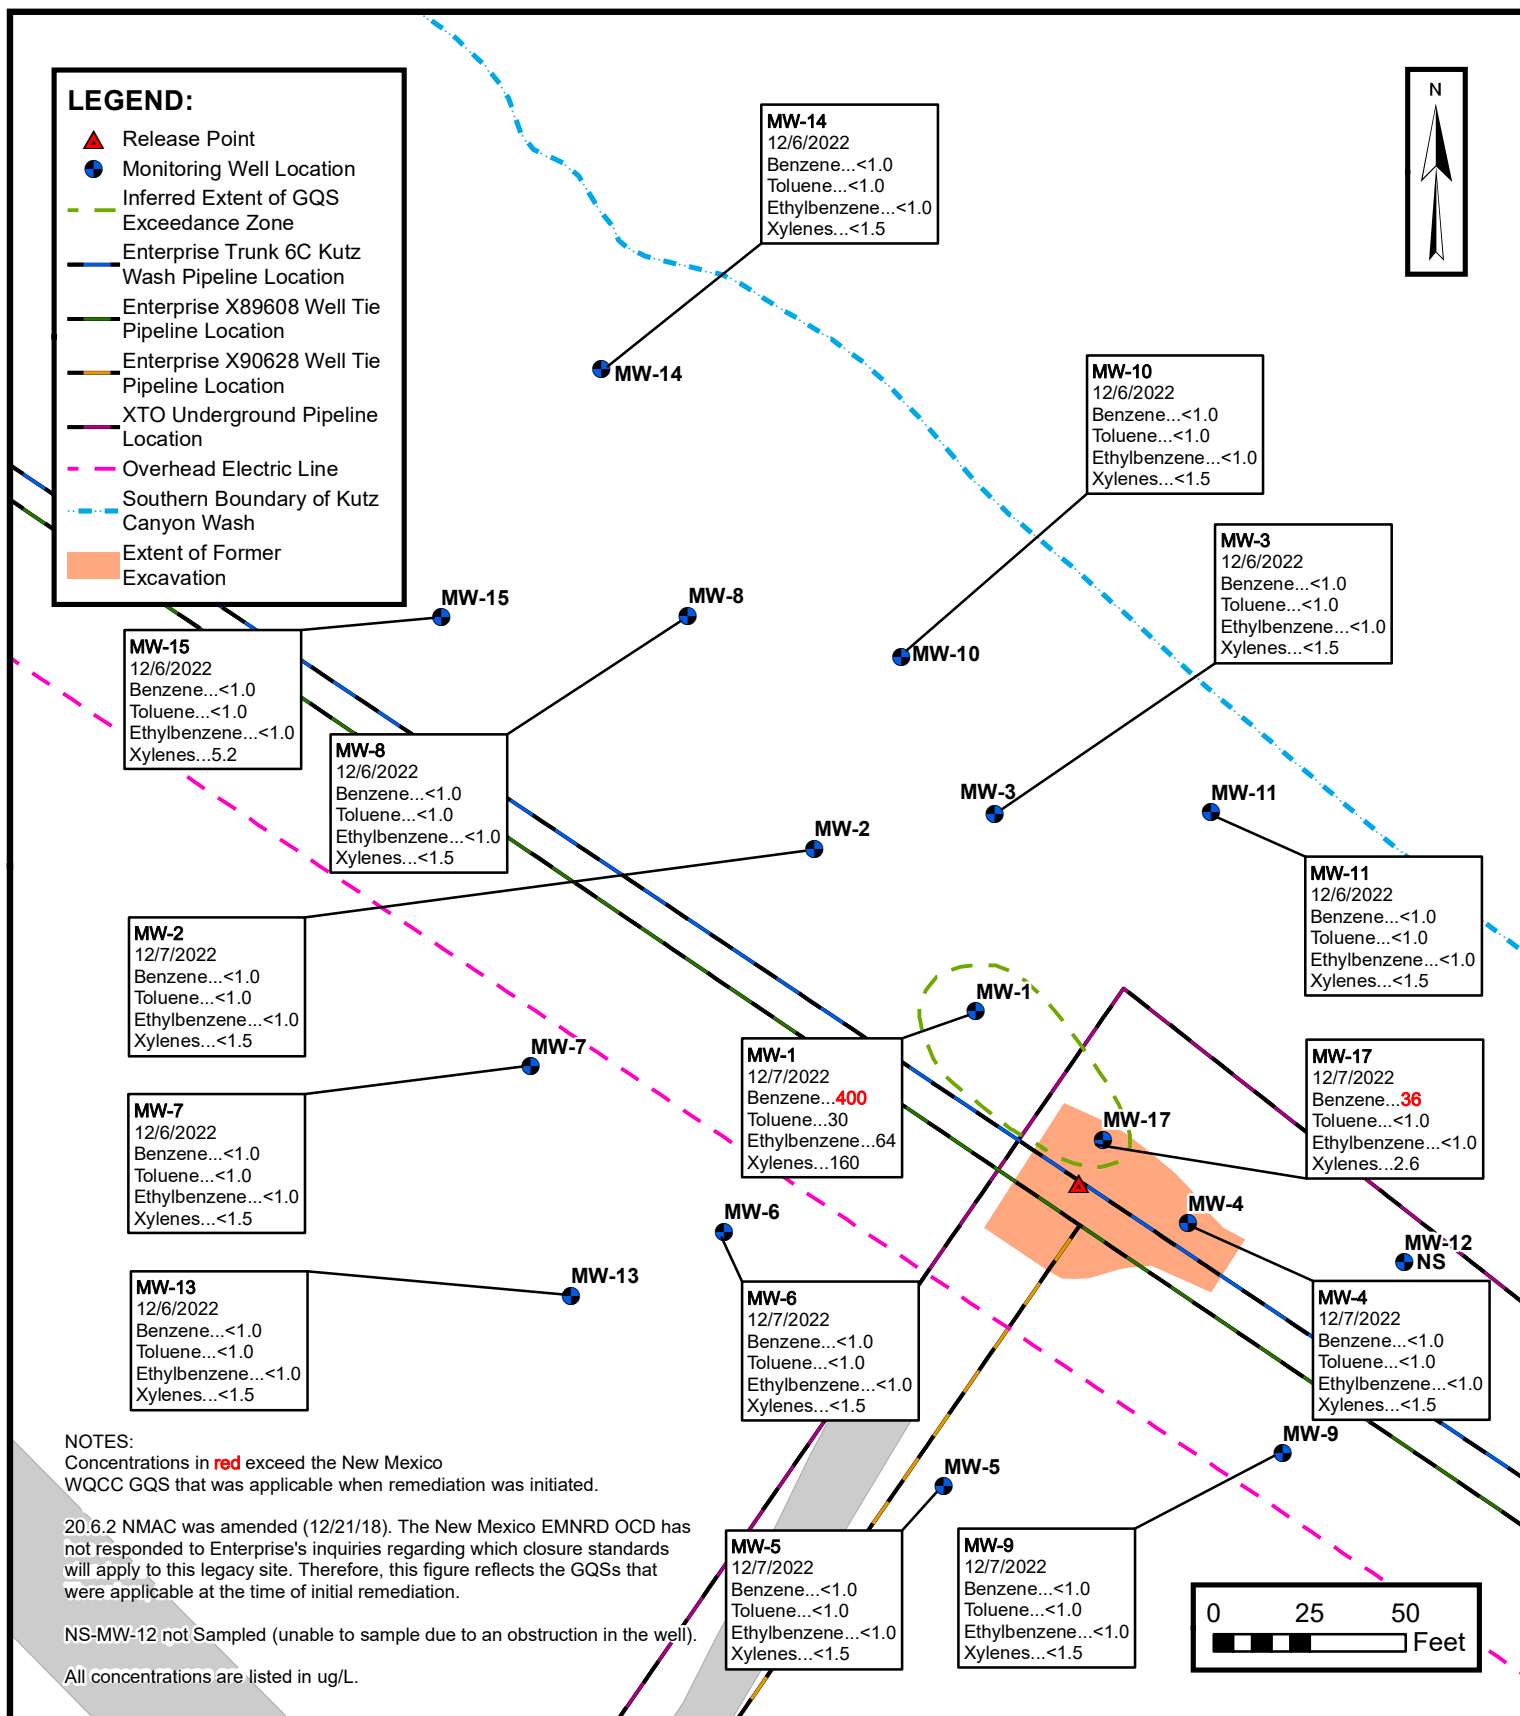 LEGEND:
Release Point
Monitoring Well Location
Inferred Extent of GQS
Exceedance Zone
Enterprise Trunk 6C Kutz
Wash Pipeline Location
Enterprise X89608 Well Tie
Pipeline Location
Enterprise X90628 Well Tie
Pipeline Location
XTO Underground Pipeline
Location
Overhead Electric Line
Southern Boundary of Kutz
Canyon Wash
Extent of Former
Excavation
N
MW-14
12/6/2022
Benzene...<1.0
Toluene...<1.0
Ethylbenzene...<1.0
Xylenes...<1.5
MW-14
MW-10
12/6/2022
Benzene...<1.0
Toluene...<1.0
Ethylbenzene...<1.0
Xylenes...<1.5
MW-10
MW-3
12/6/2022
Benzene...<1.0
Toluene...<1.0
Ethylbenzene...<1.0
Xylenes...<1.5
MW-3
MW-15
MW-15
12/6/2022
Benzene...<1.0
Toluene...<1.0
Ethylbenzene...<1.0
Xylenes...5.2
MW-8
MW-8
12/6/2022
Benzene...<1.0
Toluene...<1.0
Ethylbenzene...<1.0
Xylenes...<1.5
MW-11
MW-11
12/6/2022
Benzene...<1.0
Toluene...<1.0
Ethylbenzene...<1.0
Xylenes...<1.5
MW-2
MW-2
12/7/2022
Benzene...<1.0
Toluene...<1.0
Ethylbenzene...<1.0
Xylenes...<1.5
MW-1
MW-1
12/7/2022
Benzene...400
Toluene...30
Ethylbenzene...64
Xylenes...160
MW-17
12/7/2022
Benzene...36
Toluene...<1.0
Ethylbenzene...<1.0
Xylenes...2.6
MW-17
MW-7
MW-7
12/6/2022
Benzene...<1.0
Toluene...<1.0
Ethylbenzene...<1.0
Xylenes...<1.5
MW-6
MW-6
12/7/2022
Benzene...<1.0
Toluene...<1.0
Ethylbenzene...<1.0
Xylenes...<1.5
MW-4
MW-4
12/7/2022
Benzene...<1.0
Toluene...<1.0
Ethylbenzene...<1.0
Xylenes...<1.5
MW-12
NS
MW-13
MW-13
12/6/2022
Benzene...<1.0
Toluene...<1.0
Ethylbenzene...<1.0
Xylenes...<1.5
MW-5
MW-5
12/7/2022
Benzene...<1.0
Toluene...<1.0
Ethylbenzene...<1.0
Xylenes...<1.5
MW-9
MW-9
12/7/2022
Benzene...<1.0
Toluene...<1.0
Ethylbenzene...<1.0
Xylenes...<1.5
NOTES:
Concentrations in red exceed the New Mexico
WQCC GQS that was applicable when remediation was initiated.
20.6.2 NMAC was amended (12/21/18). The New Mexico EMNRD OCD has
not responded to Enterprise's inquiries regarding which closure standards
will apply to this legacy site. Therefore, this figure reflects the GQSs that
were applicable at the time of initial remediation.
NS-MW-12 not Sampled (unable to sample due to an obstruction in the well).
All concentrations are listed in ug/L.
0 25 50
Feet